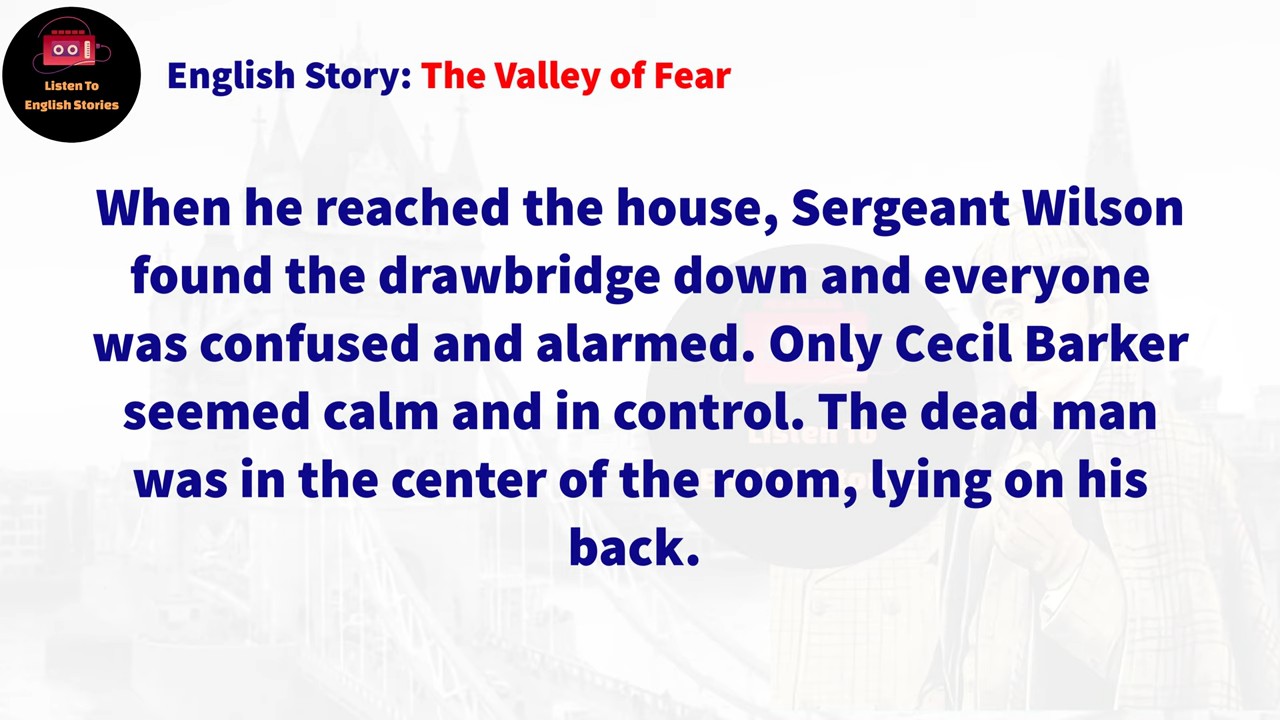 Listen To
English Stories
English Story: The Valley of Fear
When he reached the house, Sergeant Wilson
found the drawbridge down and everyone
was confused and alarmed. Only Cecil Barker
seemed calm and in control. The dead man
was in the center of the room, lying on his
back.
Listen To